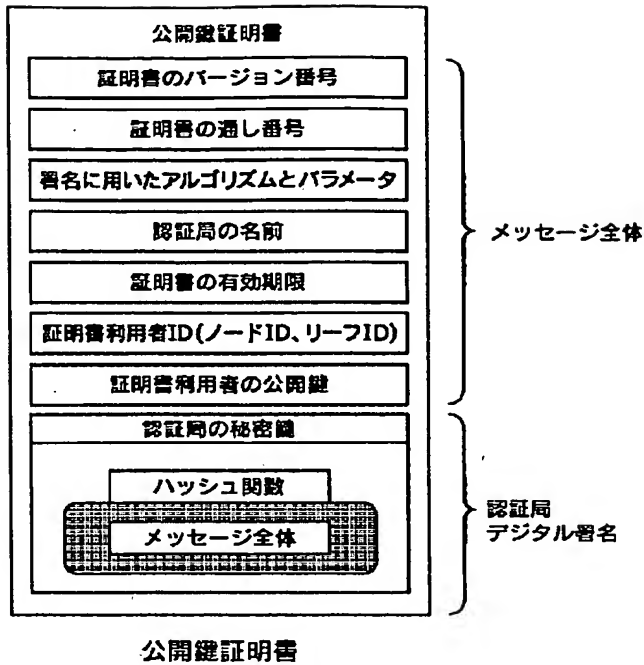 公開鍵証明書
証明書のバージョン番号
証明書の通し番号
署名に用いたアルゴリズムとパラメータ
認証局の名前
証明書の有効期限
証明書利用者ID(ノードID、リーフID)
証明書利用者の公開鍵
メッセージ全体
認証局の秘密鍵
ハッシュ関数
メッセージ全体
認証局
デジタル署名
公開鍵証明書